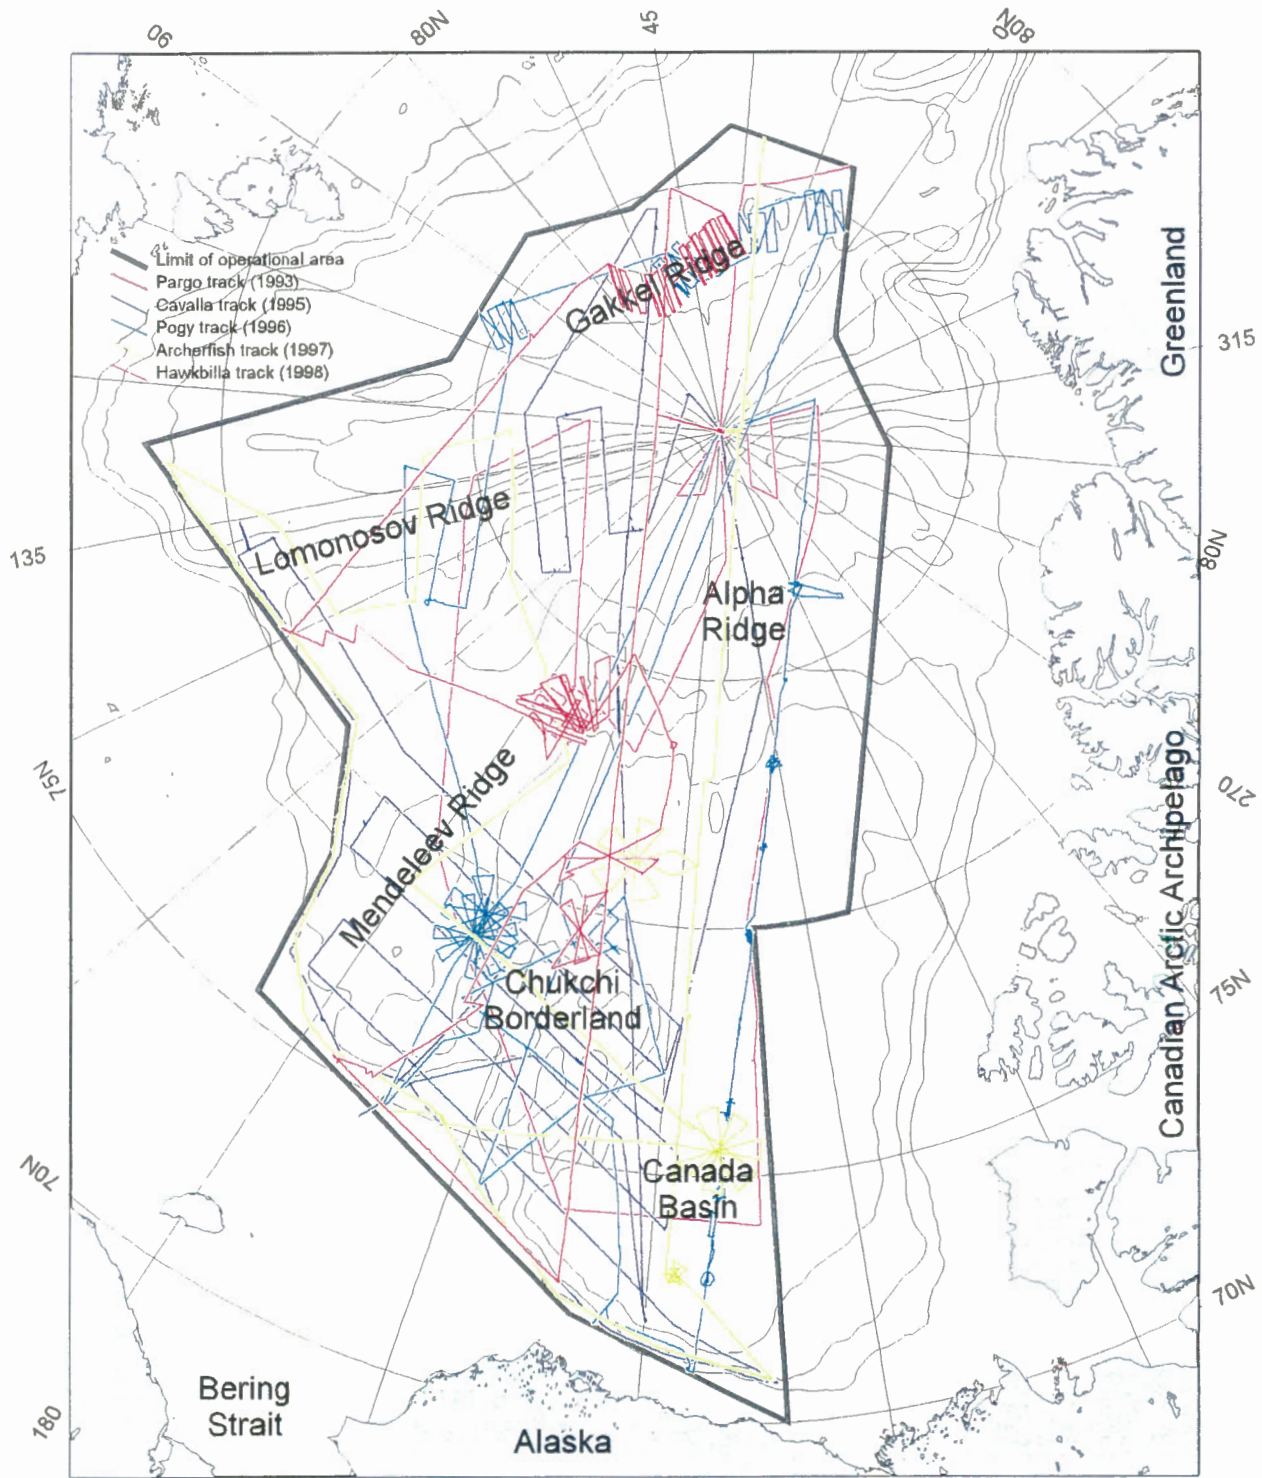 90
80N
45
80N
Limit of operational area
Pargo track (1993)
Cavalla track (1995)
Pogy track (1996)
Archerfish track (1997)
Hawkbilla track (1998)
Gakkel Ridge
Greenland
315
Lomonosov Ridge
135
80N
Alpha
Ridge
75N
Mendeleev Ridge
270
Canadian Arctic Archipelago
Chukchi
Borderland
75N
Canada
Basin
70N
70N
Bering
Strait
180
Alaska